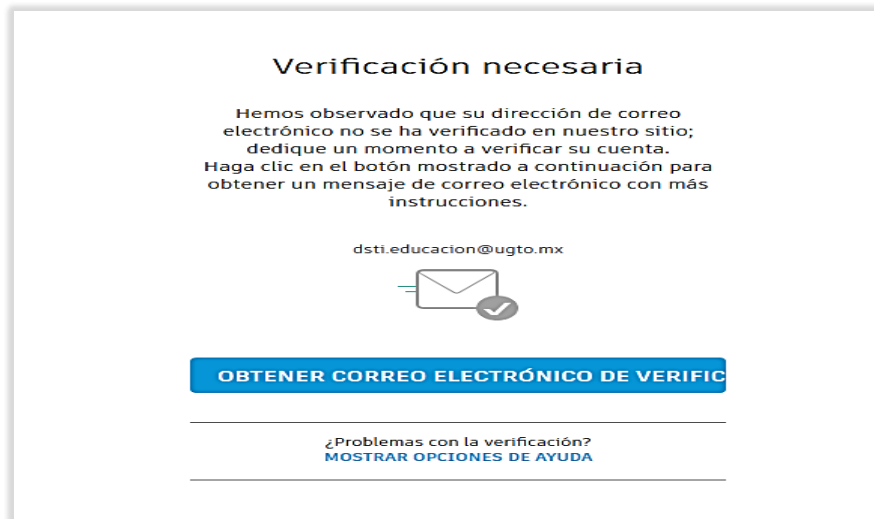 Verificación necesaria
Hemos observado que su dirección de correo
electrónico no se ha verificado en nuestro sitio;
dedique un momento a verificar su cuenta.
Haga clic en el botón mostrado a continuación para
obtener un mensaje de correo electrónico con más
instrucciones.
dsti.educacion@ugto.mx
OBTENER CORREO ELECTRÓNICO DE VERIFIC
¿Problemas con la verificación?
MOSTRAR OPCIONES DE AYUDA